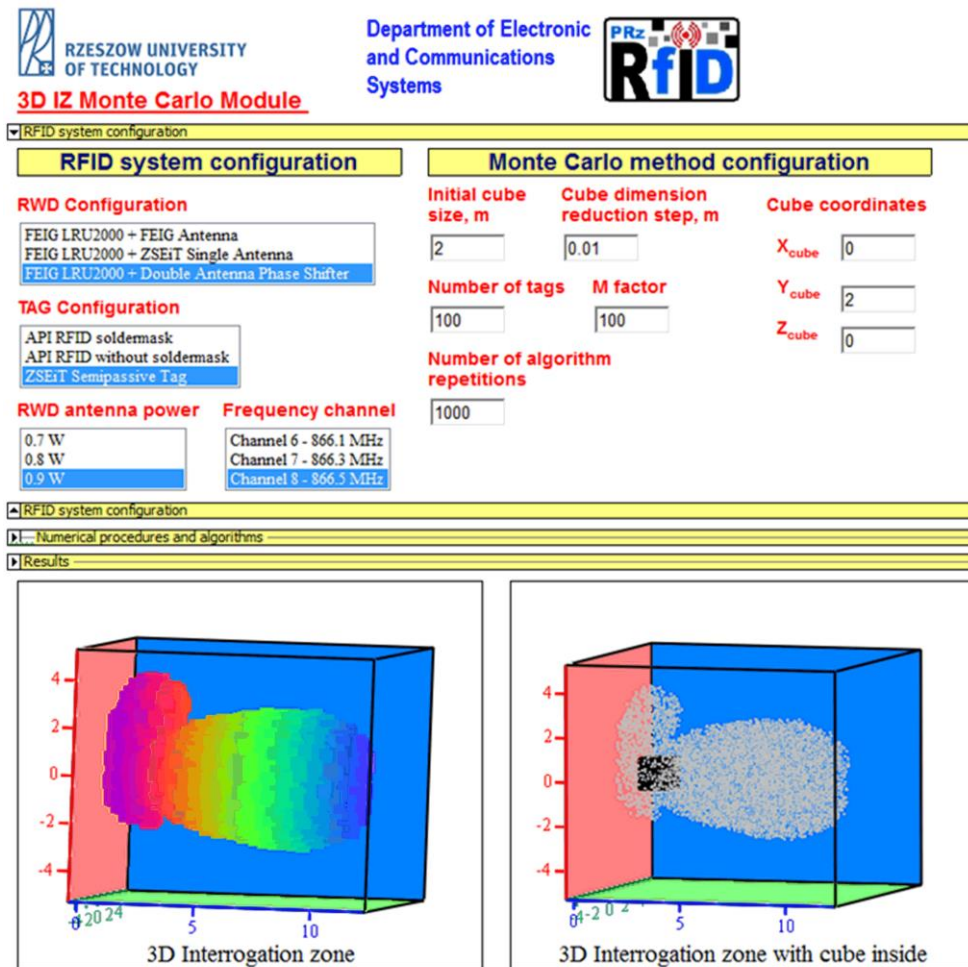 RZESZOW UNIVERSITY
OF TECHNOLOGY
Department of Electronic
and Communications
Systems
PRz
RfID
3D IZ Monte Carlo Module
RFID system configuration
RFID system configuration
Monte Carlo method configuration
RWD Configuration
FEIG LRU2000 + FEIG Antenna
FEIG LRU2000 + ZSEiT Single Antenna
FEIG LRU2000 + Double Antenna Phase Shifter
TAG Configuration
API RFID soldermask
API RFID without soldermask
ZSEiT Semipassive Tag
RWD antenna power
0.7 W
0.8 W
0.9 W
Frequency channel
Channel 6 - 866.1 MHz
Channel 7 - 866.3 MHz
Channel 8 - 866.5 MHz
Initial cube
size, m
2
Cube dimension
reduction step, m
0.01
Number of tags
100
M factor
100
Number of algorithm
repetitions
1000
Cube coordinates
Xcube 0
Ycube 2
Zcube 0
RFID system configuration
Numerical procedures and algorithms
Results
4
2
0
-2
-4
2 0 2 4
5
10
3D Interrogation zone
4
2
0
-2
-4
-2 0 2
5
10
3D Interrogation zone with cube inside